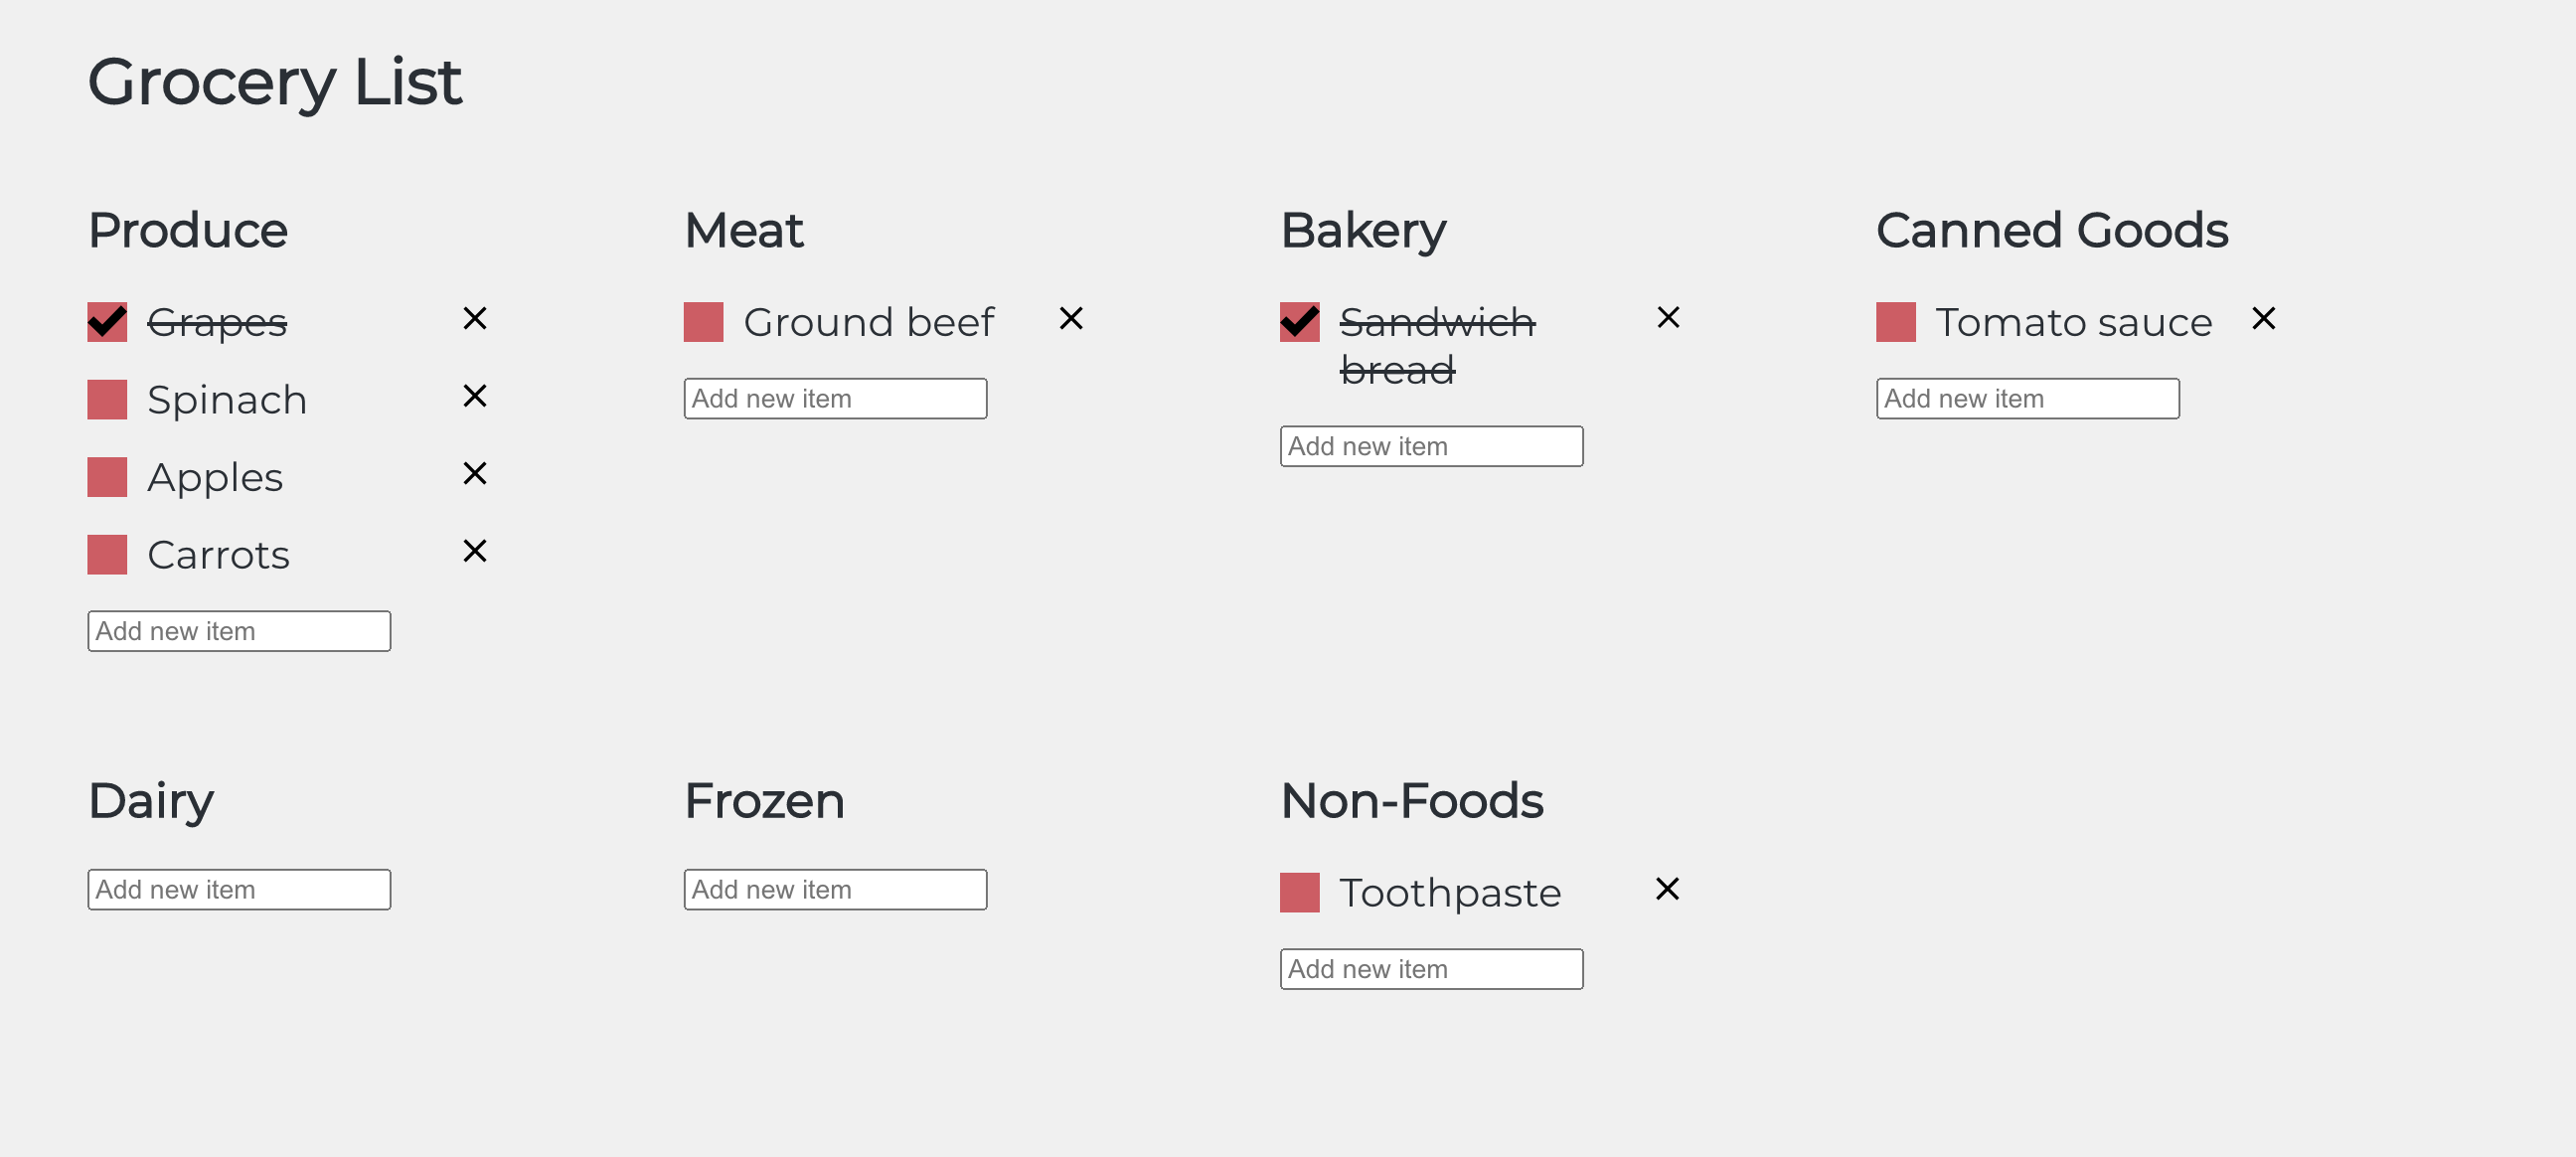 Grocery List
Produce
Grapes
Spinach
Apples
Carrots
Add new item
Meat
Ground beef
Add new item
Bakery
Sandwich
bread
Add new item
Canned Goods
Tomato sauce
Add new item
Dairy
Add new item
Frozen
Add new item
Non-Foods
Toothpaste
Add new item